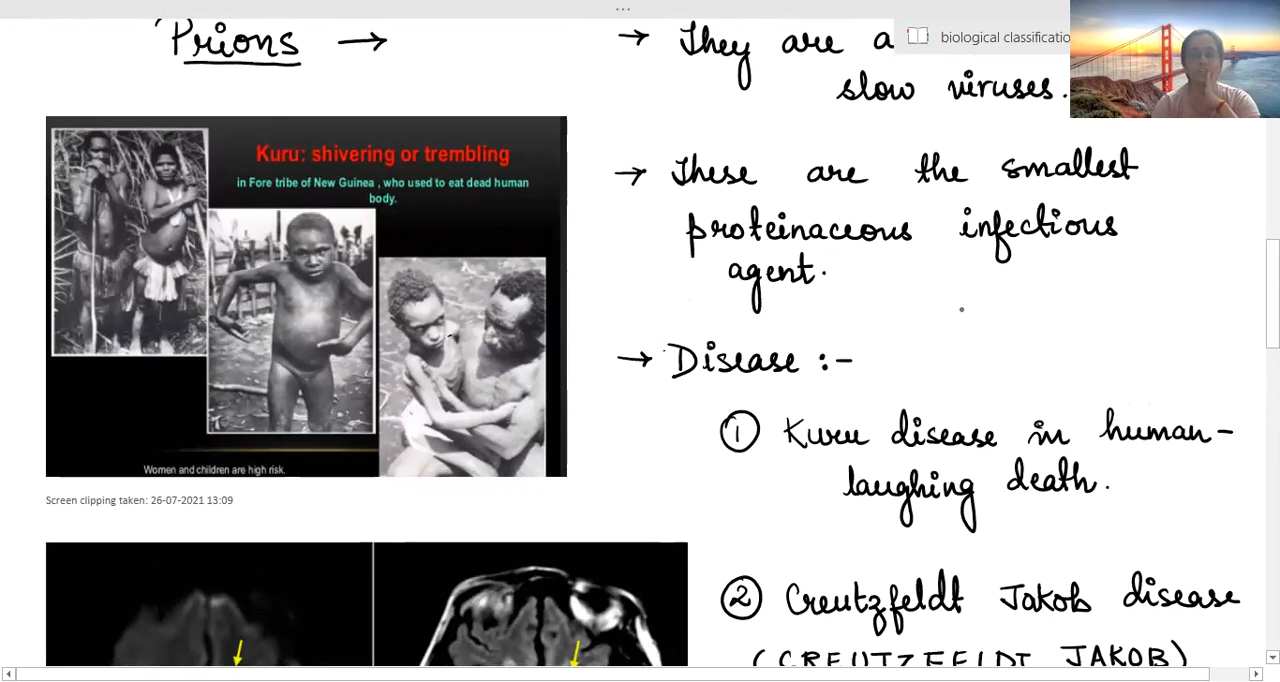 ...
biological classificatio
Prions →
→ They are a
slow viruses.
Kuru: shivering or trembling
in Fore tribe of New Guinea , who used to eat dead human
body.
Women and children are high risk.
Screen clipping taken: 26-07-2021 13:09
→ These are the smallest
proteinaceous infectious
agent.
→ Disease :-
① Kuru disease in human-
laughing death.
② Creutzfeldt Jakob disease
(CREUTZFELDT JAKOB)